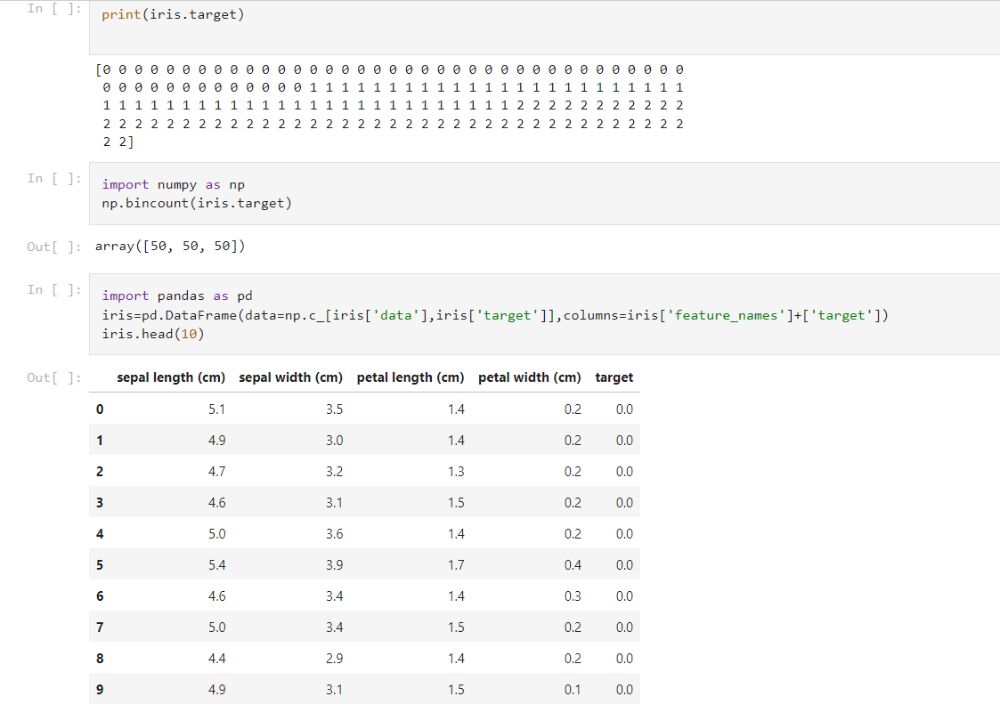 In [ ]: print(iris.target)
[0 0 0 0 0 0 0 0 0 0 0 0 0 0 0 0 0 0 0 0 0 0 0 0 0 0 0 0 0 0 0 0 0 0 0 0 0
0 0 0 0 0 0 0 0 0 0 0 0 0 1 1 1 1 1 1 1 1 1 1 1 1 1 1 1 1 1 1 1 1 1 1 1 1
1 1 1 1 1 1 1 1 1 1 1 1 1 1 1 1 1 1 1 1 1 1 1 1 1 1 2 2 2 2 2 2 2 2 2 2 2
2 2 2 2 2 2 2 2 2 2 2 2 2 2 2 2 2 2 2 2 2 2 2 2 2 2 2 2 2 2 2 2 2 2 2 2 2
2 2]
In [ ]: import numpy as np
np.bincount(iris.target)
Out[ ]: array([50, 50, 50])
In [ ]: import pandas as pd
iris=pd.DataFrame(data=np.c_[iris['data'],iris['target']],columns=iris['feature_names']+['target'])
iris.head(10)
Out[ ]: sepal length (cm) sepal width (cm) petal length (cm) petal width (cm) target
0 5.1 3.5 1.4 0.2 0.0
1 4.9 3.0 1.4 0.2 0.0
2 4.7 3.2 1.3 0.2 0.0
3 4.6 3.1 1.5 0.2 0.0
4 5.0 3.6 1.4 0.2 0.0
5 5.4 3.9 1.7 0.4 0.0
6 4.6 3.4 1.4 0.3 0.0
7 5.0 3.4 1.5 0.2 0.0
8 4.4 2.9 1.4 0.2 0.0
9 4.9 3.1 1.5 0.1 0.0